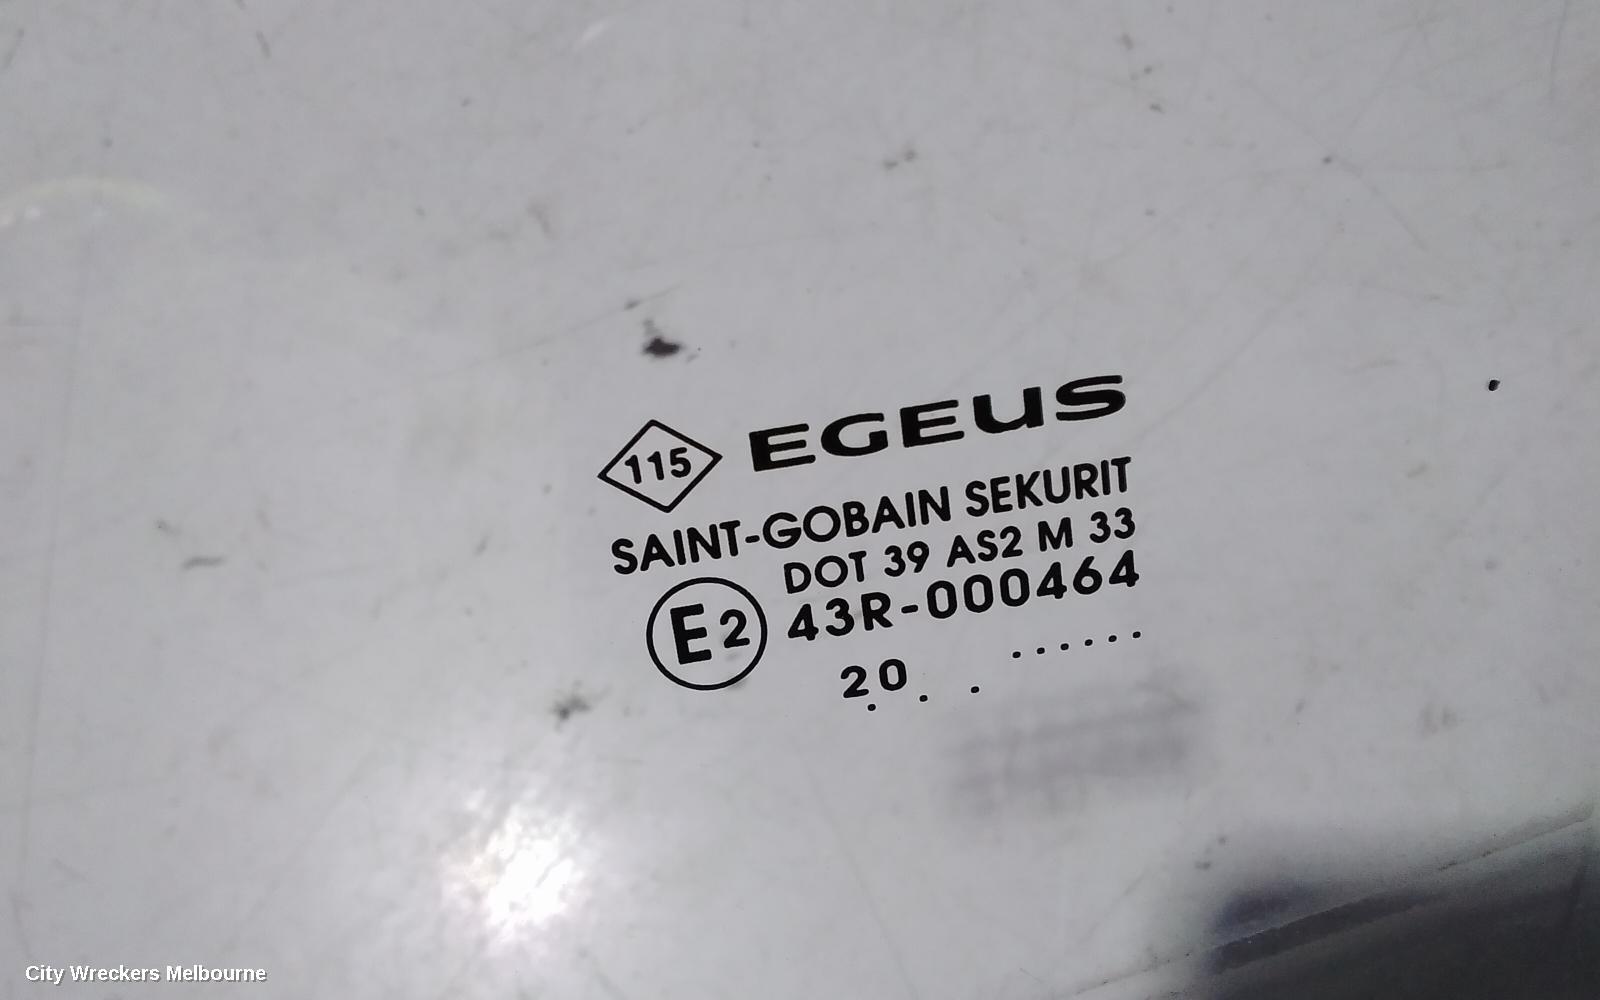 115 EGEUS
SAINT-GOBAIN SEKURIT
DOT 39 AS2 M 33
E2 43R-000464
20
. . . ......
City Wreckers Melbourne